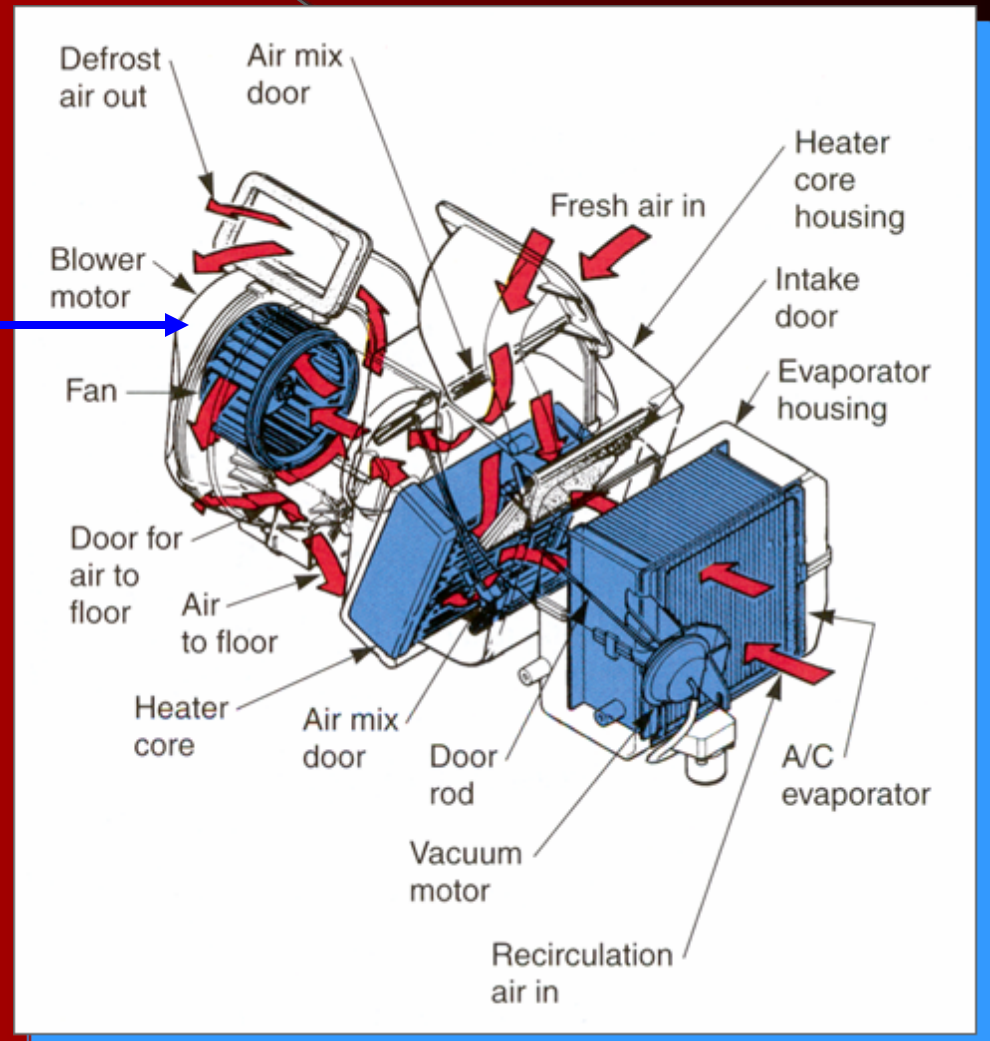 Defrost
air out
Air mix
door
Heater
core
housing
Fresh air in
Blower
motor
Intake
door
Fan
Evaporator
housing
Door for
air to
floor
Air
to floor
Heater
core
Air mix
door
Door
rod
A/C
evaporator
Vacuum
motor
Recirculation
air in